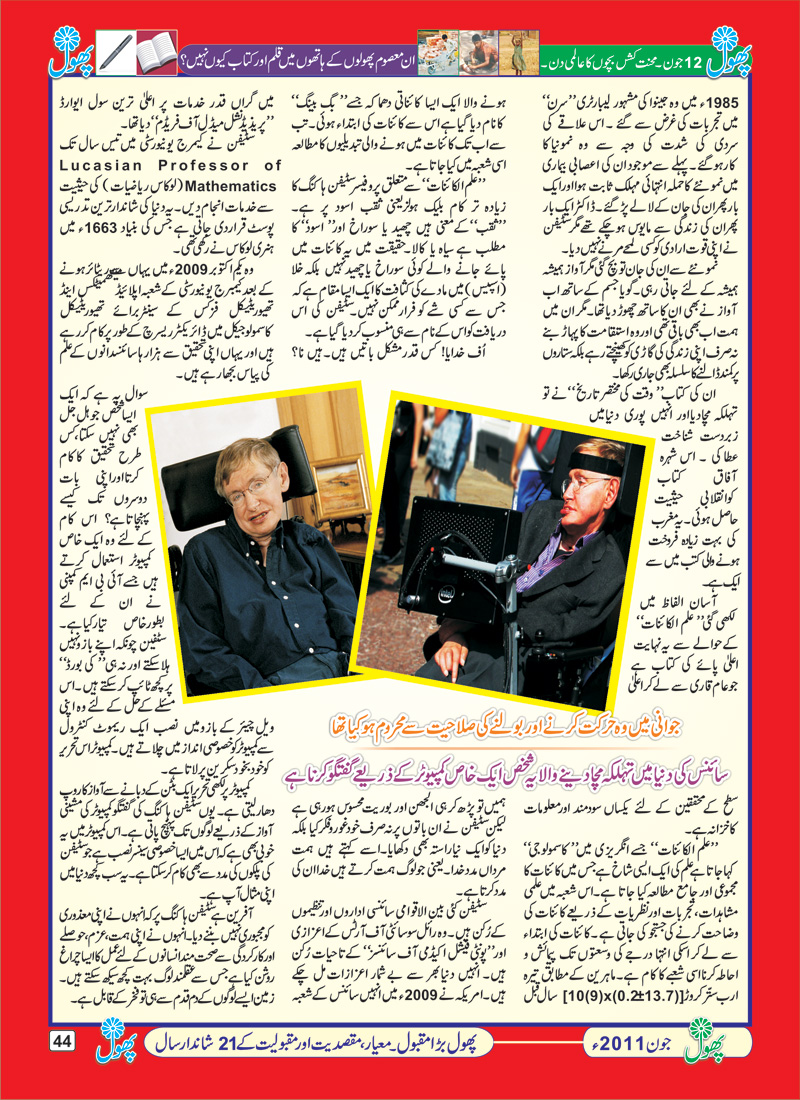 پھول
12 جون۔ محنت کش بچوں کا عالمی دن۔
ان معصوم پھولوں کے ہاتھوں میں قلم اور کتاب کیوں نہیں؟
پھول
1985ء میں وہ جنیوا کی مشہور لیبارٹری ”سرن“
میں تجربات کی غرض سے گئے ۔ اس علاقے کی
سردی کی شدت کی وجہ سے وہ نمونیا کا
شکار ہو گئے۔ پہلے سے موجود ان کی اعصابی بیماری
میں نمونئے کا حملہ انتہائی مہلک ثابت ہوا اور ایک
بار پھر ان کی جان کے لالے پڑ گئے۔ ڈاکٹر ایک بار
پھر ان کی زندگی سے مایوس ہو چکے تھے مگر سٹیفن
نے اپنی قوت ارادی کو کسی لمحے مرنے نہیں دیا۔
نمونئے سے ان کی جان تو بچ گئی مگر آواز ہمیشہ
ہمیشہ کے لئے جاتی رہی۔ گویا جسم کے ساتھ اب
آواز نے بھی ان کا ساتھ چھوڑ دیا تھا۔ مگر ان میں
ہمت اب بھی باقی تھی اور وہ استقامت کا پہاڑ بنے
نہ صرف اپنی زندگی کی گاڑی کو کھینچتے رہے بلکہ ستاروں
پر کمند ڈالنے کا سلسلہ بھی جاری رکھا۔
ان کی کتاب ”وقت کی مختصر تاریخ“ نے تو
تہلکہ مچا دیا اور انہیں پوری دنیا میں
زبردست شناخت
عطا کی ۔ اس شہرہ
آفاق کتاب
کو انقلابی حیثیت
حاصل ہوئی۔ یہ مغرب
کی بہت زیادہ فروخت
ہونے والی کتب میں سے
ایک ہے۔
آسان الفاظ میں
لکھی گئی ”علم الکائنات“
کے حوالے سے یہ نہایت
اعلیٰ پائے کی کتاب ہے
جو عام قاری سے لے کر اعلیٰ
جوانی میں وہ حرکت کرنے اور بولنے کی صلاحیت سے محروم ہو گیا تھا
سائنس کی دنیا میں تہلکہ مچا دینے والا یہ شخص ایک خاص کمپیوٹر کے ذریعے گفتگو کرتا ہے
سطح کے محققین کے لئے یکساں سودمند اور معلومات
کا خزانہ ہے۔
”علم الکائنات“ جسے انگریزی میں ”کاسمولوجی“
کہا جاتا ہے علم کی ایک ایسی شاخ ہے جس میں کائنات کا
مجموعی اور جامع مطالعہ کیا جاتا ہے۔ اس شعبہ میں علمی
مشاہدات، تجربات اور نظریات کے ذریعے کائنات کی
وضاحت کرنے کی جستجو کی جاتی ہے۔ کائنات کی ابتداء
سے لے کر اسکی انتہا درجے کی وسعتوں تک پیمائش و
احاطہ کرنا اسی شعبے کا کام ہے۔ ماہرین کے مطابق تیرہ
ارب ستر کروڑ [10(9)x(0.2±13.7)] سال قبل
ہونے والا ایک ایسا کائناتی دھماکہ جسے ”بگ بینگ“
کا نام دیا گیا ہے اس سے کائنات کی ابتداء ہوئی۔ تب
سے اب تک کائنات میں ہونے والی تبدیلیوں کا مطالعہ
اسی شعبہ میں کیا جاتا ہے۔
”علم الکائنات“ سے متعلق پروفیسر سٹیفن ہاکنگ کا
زیادہ تر کام بلیک ہولز یعنی ثقب اسود پر ہے۔
”ثقب“ کے معنی ہیں چھید یا سوراخ اور ”اسود“ کا
مطلب ہے سیاہ یا کالا۔ حقیقت میں یہ کائنات میں
پائے جانے والے کوئی سوراخ یا چھید نہیں بلکہ خلا
(اسپیس) میں مادے کی کثافت کا ایک ایسا مقام ہے کہ
جس سے کسی شے کو فرار ممکن نہیں۔ سٹیفن کی اس
دریافت کو اس کے نام سے ہی منسوب کر دیا گیا ہے۔
اُف خدایا! کس قدر مشکل باتیں ہیں۔ ہیں نا؟
ہمیں تو پڑھ کر ہی الجھن اور بوریت محسوس ہو رہی ہے
لیکن سٹیفن نے ان باتوں پر نہ صرف خود غور و فکر کیا بلکہ
دنیا کو ایک نیا راستہ بھی دکھایا۔ اسے کہتے ہیں ہمت
مرداں مدد خدا۔ یعنی جو لوگ ہمت کرتے ہیں خدا ان کی
مدد کرتا ہے۔
سٹیفن کئی بین الاقوامی سائنسی اداروں اور تنظیموں
کے رکن ہیں۔ وہ رائل سوسائٹی آف آرٹس کے اعزازی
اور ”پونٹی فیشل اکیڈمی آف سائنسز“ کے تاحیات رکن
ہیں۔ انہیں دنیا بھر سے بے شمار اعزازات مل چکے
ہیں۔ امریکہ نے 2009ء میں انہیں سائنس کے شعبہ
میں گراں قدر خدمات پر اعلیٰ ترین سول ایوارڈ
”پریذیڈنشل میڈل آف فریڈم“ دیا تھا۔
سٹیفن نے کیمرج یونیورسٹی میں تیس سال تک
Lucasian Professor of
Mathematics (لوکاسی ریاضیات) کی حیثیت
سے خدمات انجام دیں۔ یہ دنیا کی شاندار ترین تدریسی
پوسٹ قرار دی جاتی ہے جس کی بنیاد 1663ء میں
ہنری لوکاس نے رکھی تھی۔
وہ یکم اکتوبر 2009ء میں یہاں سے ریٹائر ہونے
کے بعد کیمبرج یونیورسٹی کے شعبہ اپلائیڈ میتھمیٹکس اینڈ
تھیوریٹیکل فزکس کے سینٹر برائے تھیوریٹیکل
کاسمولوجیکل میں ڈائریکٹر ریسرچ کے طور پر کام کر رہے
ہیں اور یہاں اپنی تحقیق سے ہزارہا سائنسدانوں کے علم
کی پیاس بجھا رہے ہیں۔
سوال یہ ہے کہ ایک
ایسا شخص جو ہل جل
بھی نہیں سکتا، کس
طرح تحقیق کا کام
کرتا اور اپنی بات
دوسروں تک کیسے
پہنچاتا ہے؟ اس کام
کے لئے وہ ایک خاص
کمپیوٹر استعمال کرتے
ہیں جسے آئی بی ایم کمپنی
نے ان کے لئے
بطور خاص تیار کیا ہے۔
سٹیفن چونکہ اپنے بازو نہیں
ہلا سکتے اور نہ ہی ”کی بورڈ“
پر کچھ ٹائپ کر سکتے ہیں۔ اس
مسئلے کے حل کے لئے وہ اپنی
ویل چیئر کے بازو میں نصب ایک ریموٹ کنٹرول
سے کمپیوٹر کو خصوصی انداز میں چلاتے ہیں۔ کمپیوٹر اس تحریر
کو خود بخود سکرین پر لاتا ہے۔
کمپیوٹر پر لکھی تحریر ایک بٹن کے دبانے سے آواز کا روپ
دھار لیتی ہے۔ یوں سٹیفن ہاکنگ کی گفتگو کمپیوٹر کی مشینی
آواز کے ذریعے لوگوں تک پہنچ پاتی ہے۔ اس کمپیوٹر میں یہ
خوبی بھی ہے کہ اس میں ایسا خصوصی سینسر نصب ہے جو سٹیفن
کی پلکوں کی مدد سے بھی کام کر سکتا ہے۔ یہ سب کچھ دنیا میں
اپنی مثال آپ ہے۔
آفرین ہے سٹیفن ہاکنگ پر کہ انہوں نے اپنی معذوری
کو مجبوری نہیں بننے دیا۔ انہوں نے اپنی ہمت، عزم، حوصلے
اور کارکردگی سے صحت مند انسانوں کے لئے عمل کا ایسا چراغ
روشن کیا ہے جس سے عقلمند لوگ بہت کچھ سیکھ سکتے ہیں۔
زمین ایسے لوگوں کے دم قدم سے ہی تو فخر کے قابل ہے۔
پھول
جون 2011ء
پھول بڑا مقبول۔ معیار، مقصدیت اور مقبولیت کے 21 شاندار سال
پھول
44